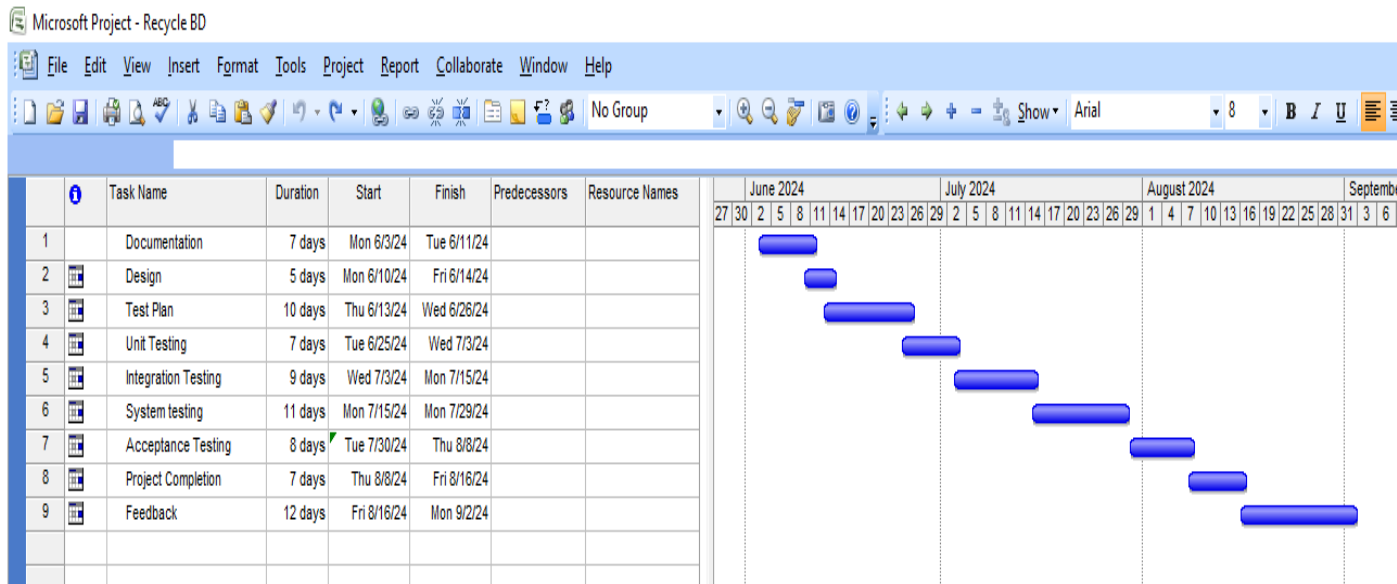 Microsoft Project - Recycle BD
File Edit View Insert Format Tools Project Report Collaborate Window Help
ABC No Group Show Arial 8 B I U
Task Name Duration Start Finish Predecessors Resource Names June 2024 July 2024 August 2024 Septembe
27 30 2 5 8 11 14 17 20 23 26 29 2 5 8 11 14 17 20 23 26 29 1 4 7 10 13 16 19 22 25 28 31 3 6
1 Documentation 7 days Mon 6/3/24 Tue 6/11/24
2 Design 5 days Mon 6/10/24 Fri 6/14/24
3 Test Plan 10 days Thu 6/13/24 Wed 6/26/24
4 Unit Testing 7 days Tue 6/25/24 Wed 7/3/24
5 Integration Testing 9 days Wed 7/3/24 Mon 7/15/24
6 System testing 11 days Mon 7/15/24 Mon 7/29/24
7 Acceptance Testing 8 days Tue 7/30/24 Thu 8/8/24
8 Project Completion 7 days Thu 8/8/24 Fri 8/16/24
9 Feedback 12 days Fri 8/16/24 Mon 9/2/24